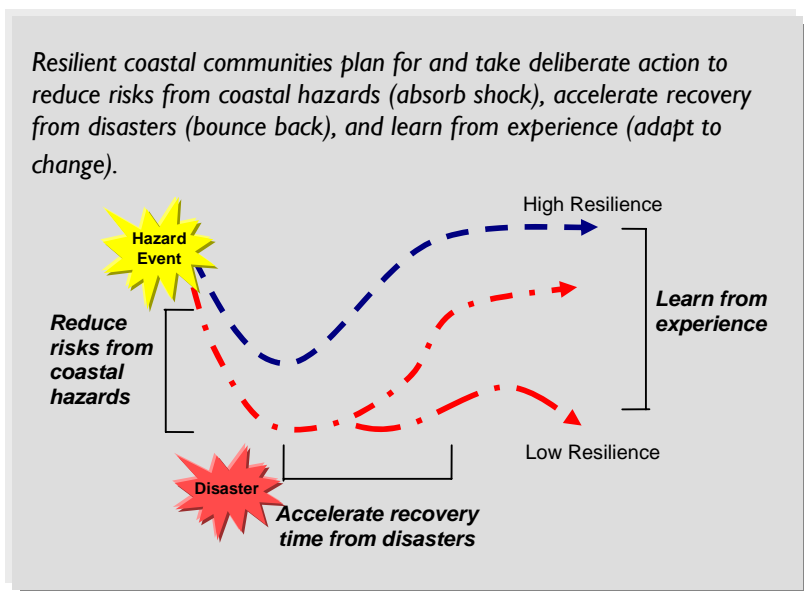 Resilient coastal communities plan for and take deliberate action to
reduce risks from coastal hazards (absorb shock), accelerate recovery
from disasters (bounce back), and learn from experience (adapt to
change).
High Resilience
Hazard
Event
Learn from
experience
Reduce
risks from
coastal
hazards
Low Resilience
Disaster
Accelerate recovery
time from disasters